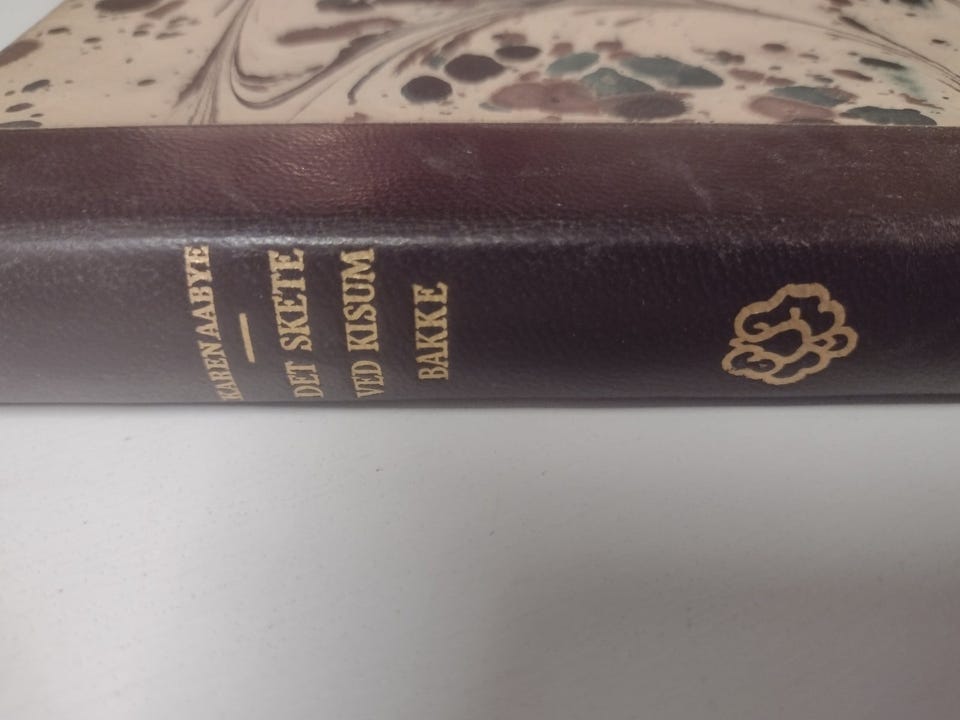 KAREN AABYE
DET SKETE
VED KISUM
BAKKE